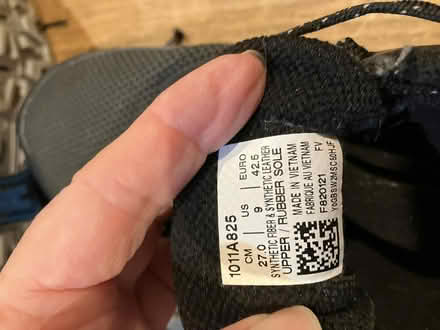 1011A825
CM US EURO
27.0 9 42.5
SYNTHETIC FIBER & SYNTHETIC LEATHER
UPPER / RUBBER SOLE
MADE IN VIETNAM
FABRIQUE AU VIETNAM
F820121 FV